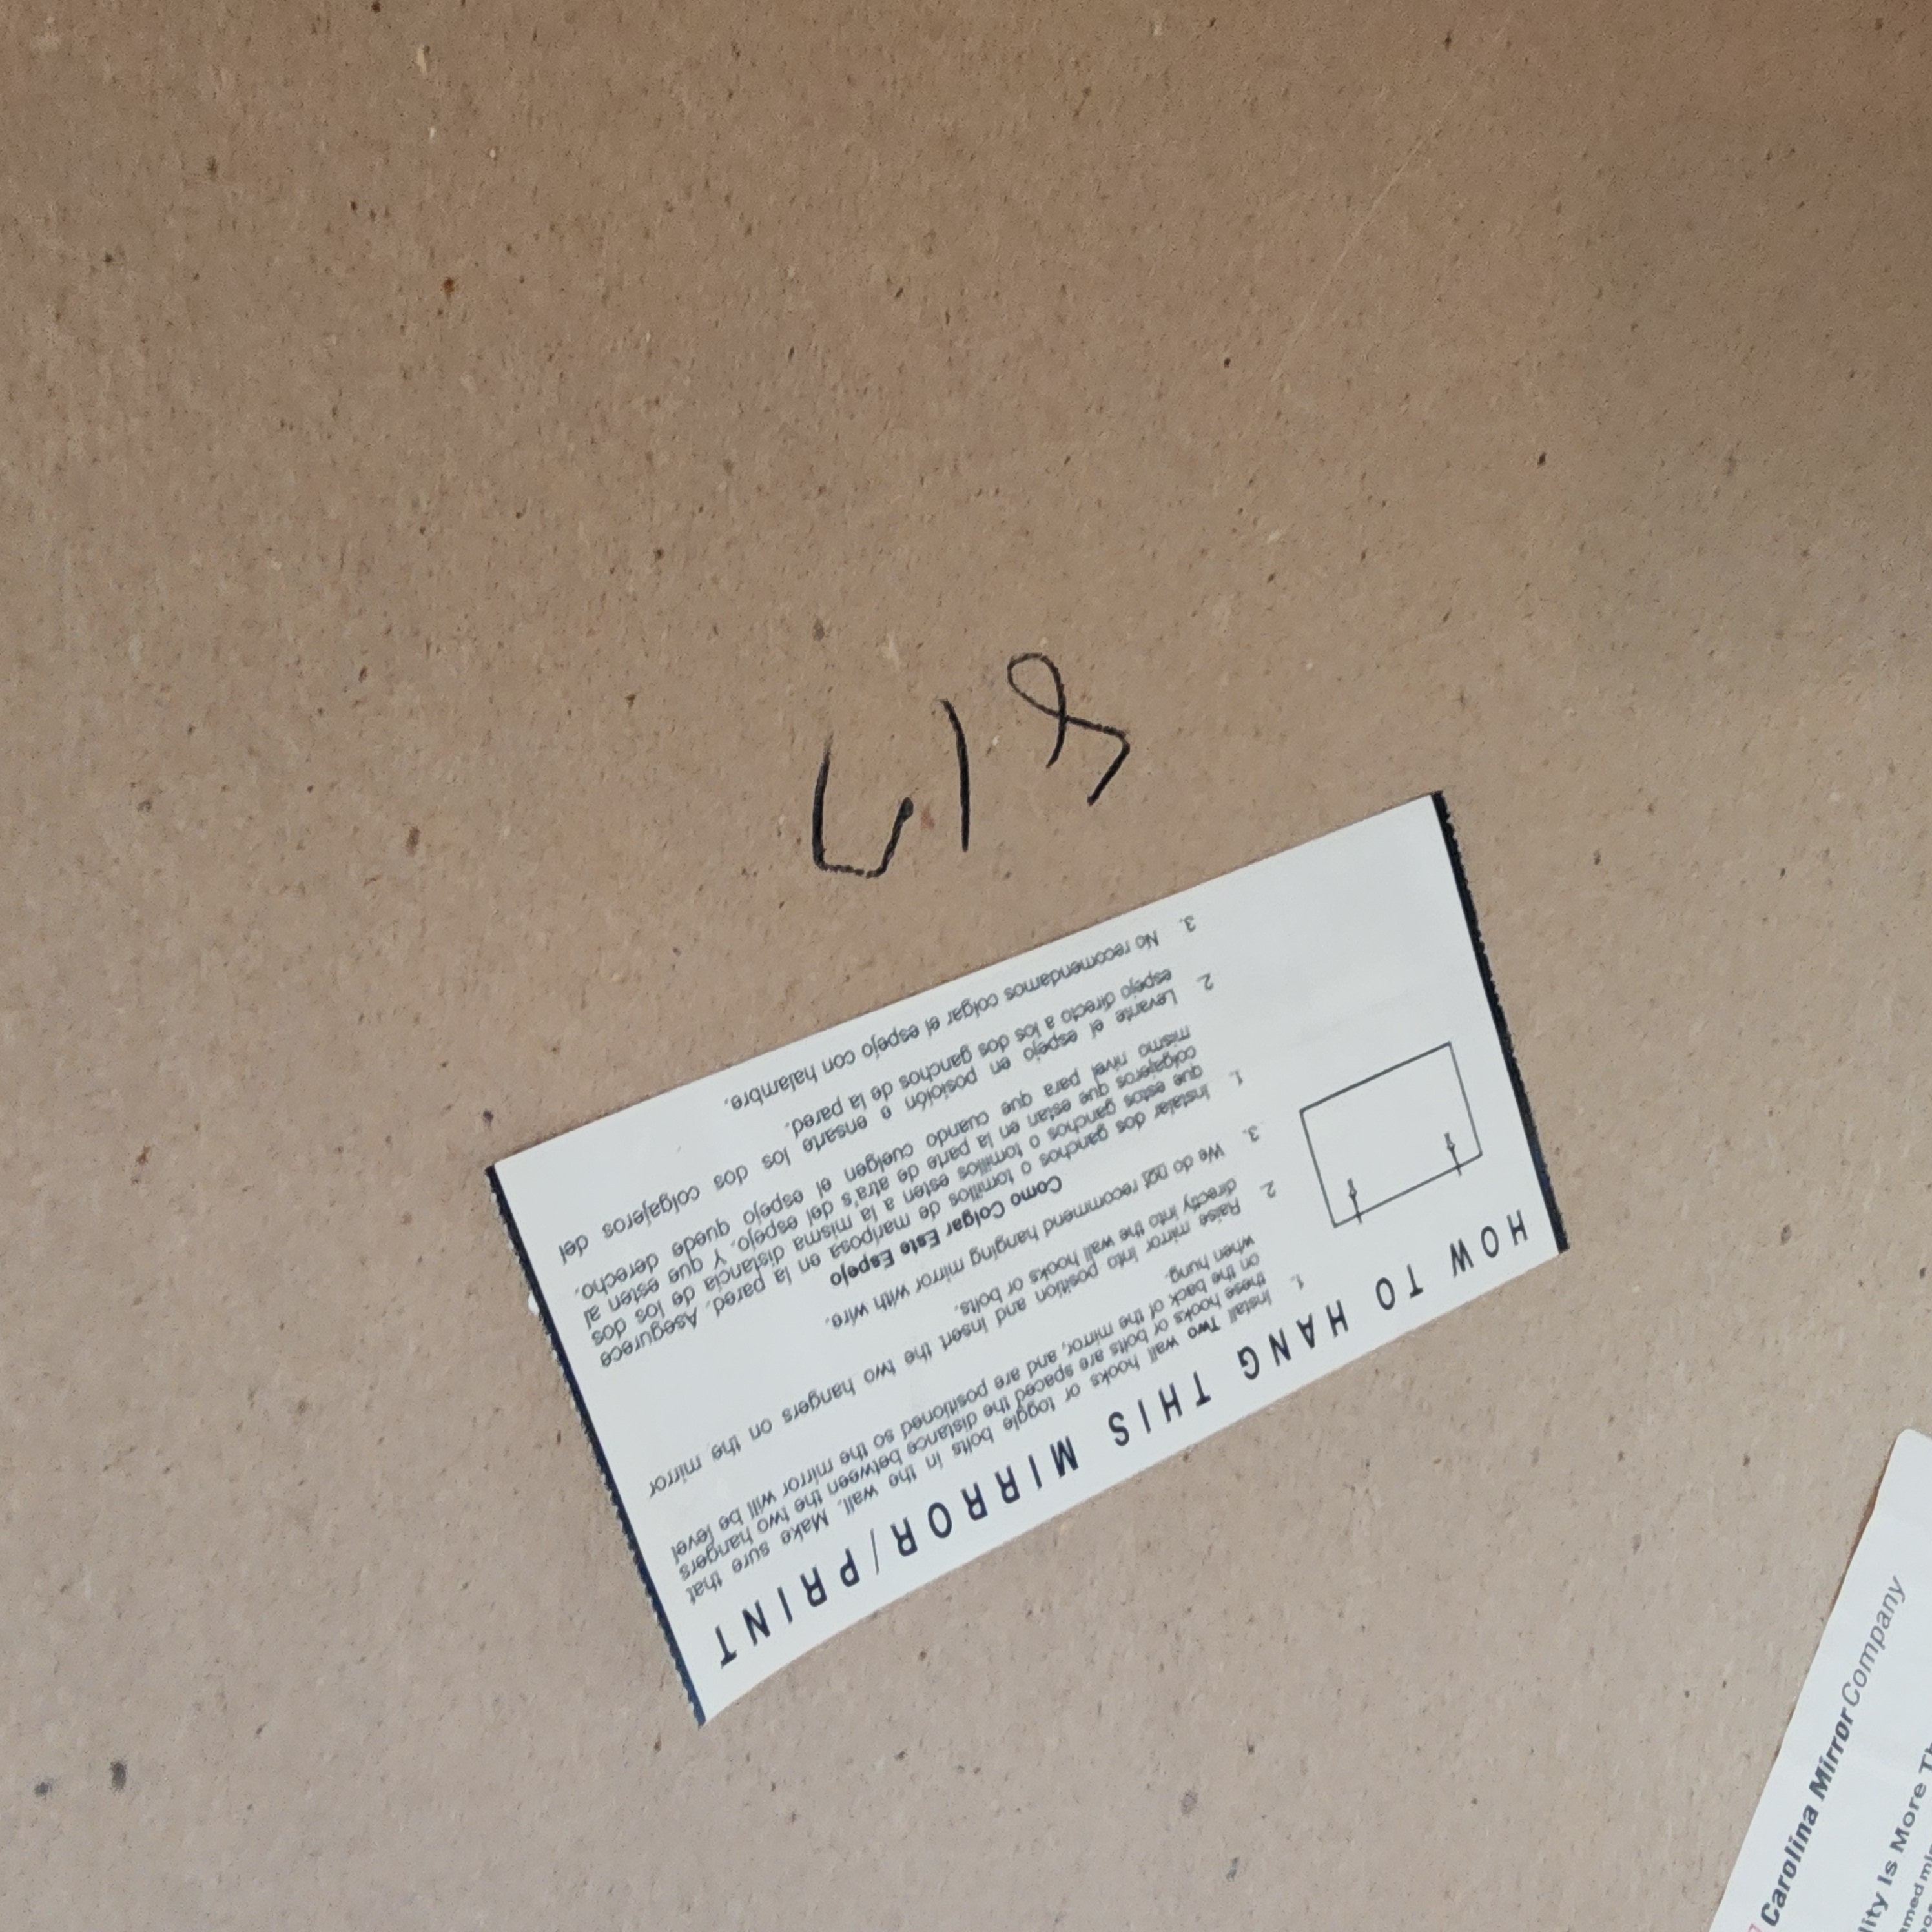 HOW TO HANG THIS MIRROR/PRINT
1. Install Two wall hooks or toggle bolts in the wall. Make sure that
these hooks or bolts are spaced the distance between the two hangers
on the back of the mirror, and are positioned so the mirror will be level
when hung.
2. Raise mirror into position and insert the two hangers on the mirror
directly into the wall hooks or bolts.
3. We do not recommend hanging mirror with wire.
Como Colgar Este Espejo
1. Instalar dos ganchos o tornillos de mariposa en la pared. Asegurece
que estos ganchos o tornillos esten a la misma distancia de los dos
colgajeros que estan en la parte de atra's del espejo. Y que esten al
mismo nivel para que cuando cuelgen el espejo quede derecho.
2. Levante el espejo en posición e ensarte los dos colgajeros del
espejo directo a los dos ganchos de la pared.
3. No recomendamos colgar el espejo con halambre.
Carolina Mirror Company
Is More